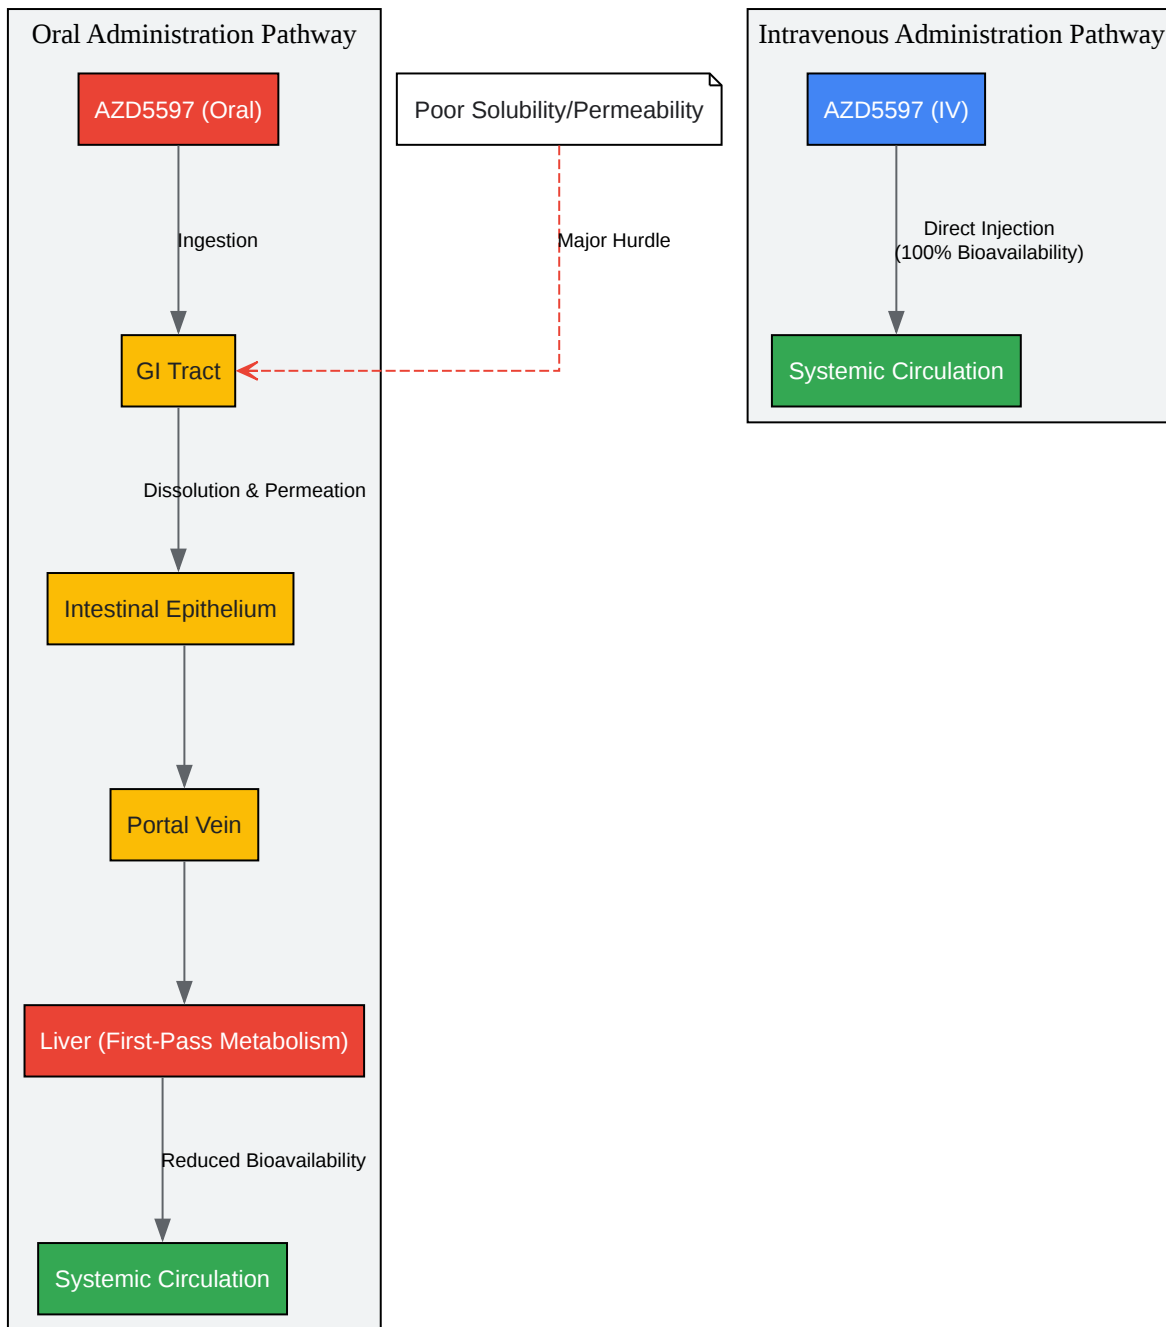 Oral Administration Pathway
AZD5597 (Oral)
Ingestion
GI Tract
Dissolution & Permeation
Intestinal Epithelium
Portal Vein
Liver (First-Pass Metabolism)
Reduced Bioavailability
Systemic Circulation
Poor Solubility/Permeability
Major Hurdle
Intravenous Administration Pathway
AZD5597 (IV)
Direct Injection
(100% Bioavailability)
Systemic Circulation